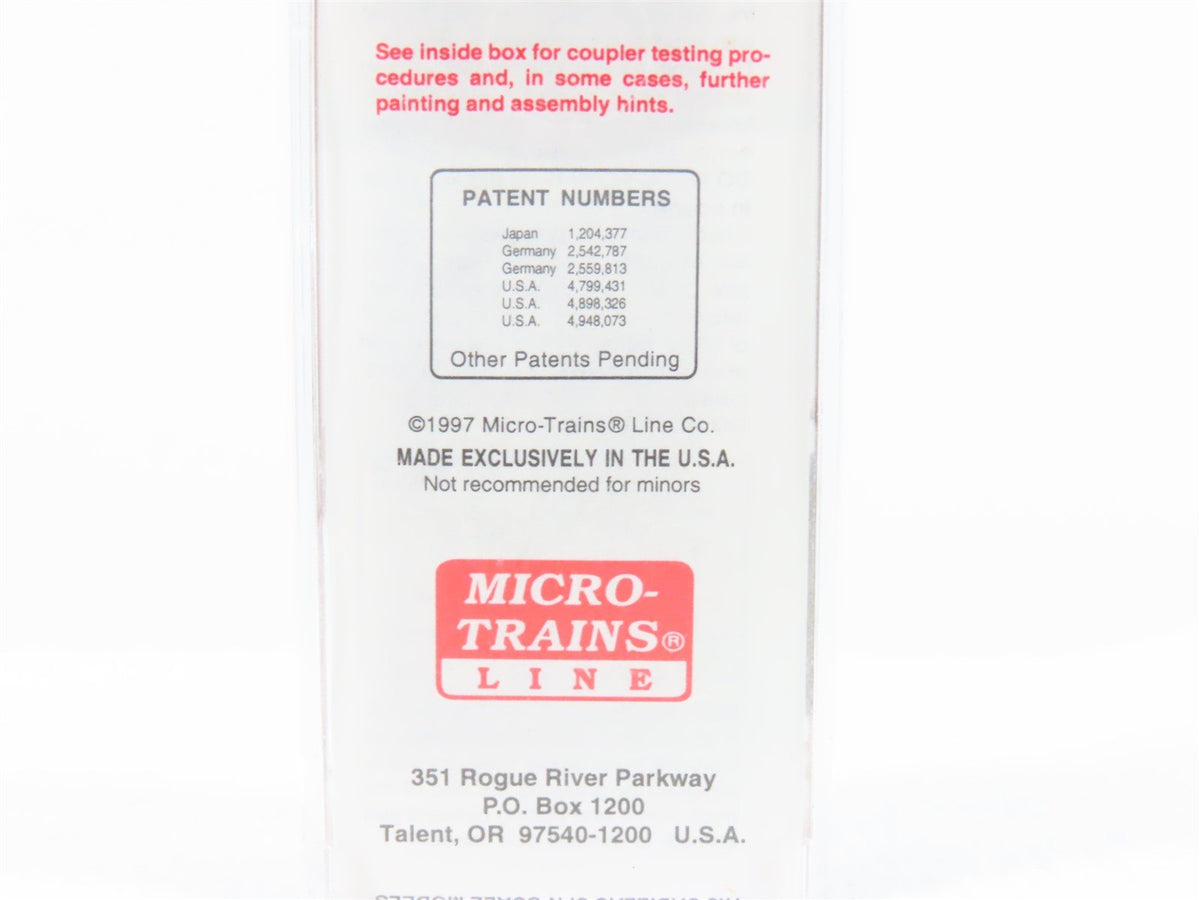 See inside box for coupler testing pro-
cedures and, in some cases, further
painting and assembly hints.
PATENT NUMBERS
Japan 1,204,377
Germany 2,542,787
Germany 2,559,813
U.S.A. 4,799,431
U.S.A. 4,898,326
U.S.A. 4,948,073
Other Patents Pending
©1997 Micro-Trains® Line Co.
MADE EXCLUSIVELY IN THE U.S.A.
Not recommended for minors
MICRO-
TRAINS®
LINE
351 Rogue River Parkway
P.O. Box 1200
Talent, OR 97540-1200 U.S.A.